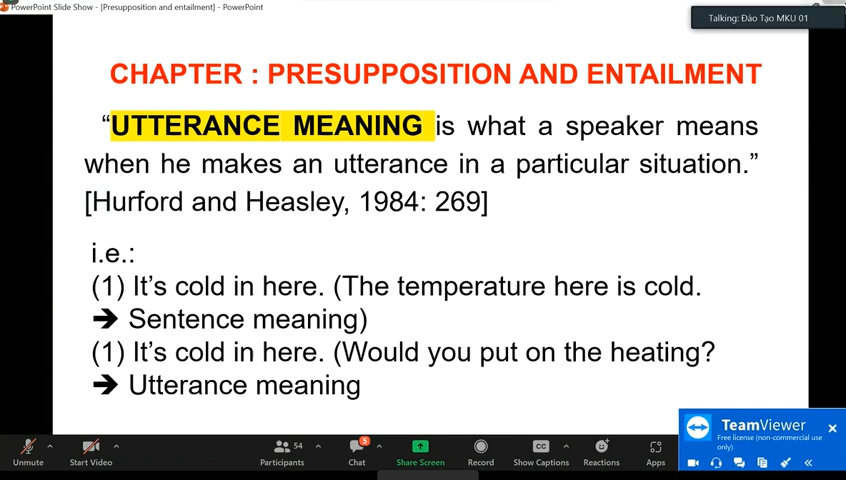 PowerPoint Slide Show - [Presupposition and entailment] - PowerPoint
Talking: Đào Tạo MKU 01
CHAPTER : PRESUPPOSITION AND ENTAILMENT
“UTTERANCE MEANING is what a speaker means
when he makes an utterance in a particular situation.”
[Hurford and Heasley, 1984: 269]
i.e.:
(1) It’s cold in here. (The temperature here is cold.
➔ Sentence meaning)
(1) It’s cold in here. (Would you put on the heating?
➔ Utterance meaning
TeamViewer
Free license (non-commercial use
only)
54
5
CC
Unmute
Start Video
Participants
Chat
Share Screen
Record
Show Captions
Reactions
Apps